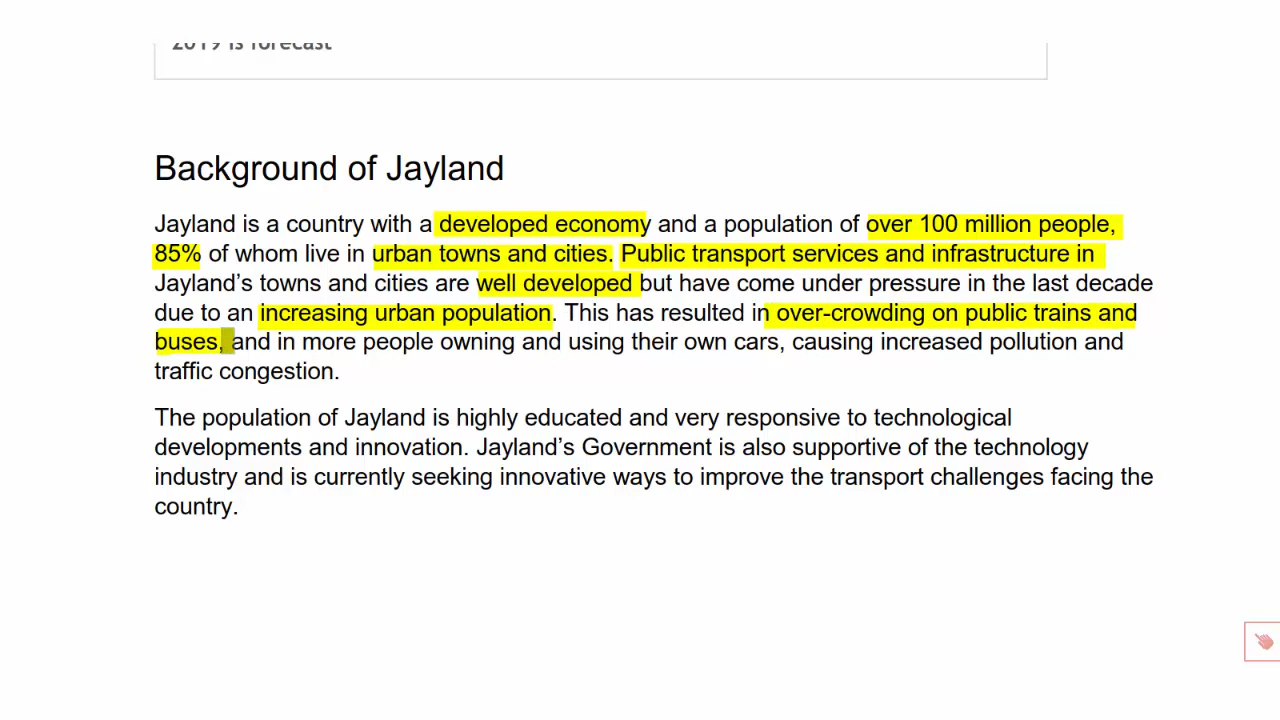 2019 is forecast
Background of Jayland
Jayland is a country with a developed economy and a population of over 100 million people,
85% of whom live in urban towns and cities. Public transport services and infrastructure in
Jayland’s towns and cities are well developed but have come under pressure in the last decade
due to an increasing urban population. This has resulted in over-crowding on public trains and
buses, and in more people owning and using their own cars, causing increased pollution and
traffic congestion.
The population of Jayland is highly educated and very responsive to technological
developments and innovation. Jayland’s Government is also supportive of the technology
industry and is currently seeking innovative ways to improve the transport challenges facing the
country.